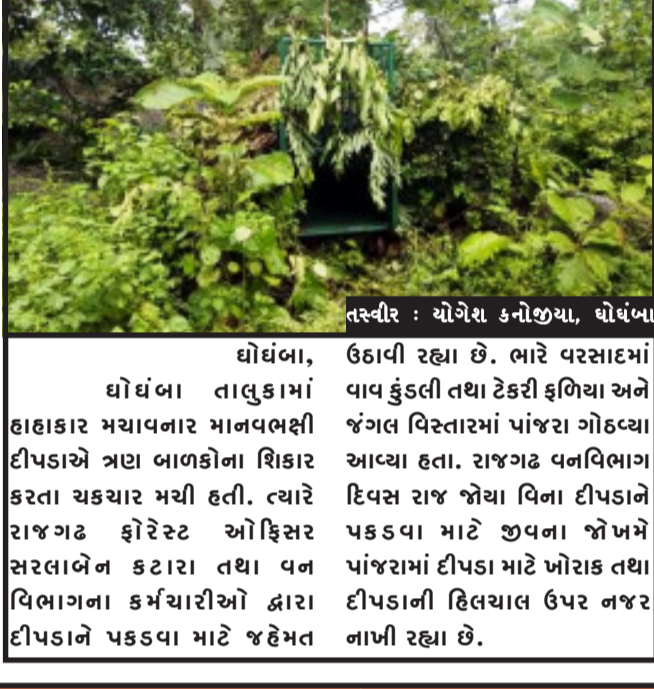 તસ્વીર : યોગેશ કનોજીયા, ઘોઘંબા
ઘોઘંબા,
ઘોઘંબા તાલુકામાં
હાહાકાર મચાવનાર માનવભક્ષી
દીપડાએ ત્રણ બાળકોના શિકાર
કરતા ચકચાર મચી હતી. ત્યારે
રાજગઢ ફોરેસ્ટ ઓફિસર
સરલાબેન કટારા તથા વન
વિભાગના કર્મચારીઓ દ્વારા
દીપડાને પકડવા માટે જહેમત
ઉઠાવી રહ્યા છે. ભારે વરસાદમાં
વાવ કુંડલી તથા ટેકરી ફળિયા અને
જંગલ વિસ્તારમાં પાંજરા ગોઠવ્યા
આવ્યા હતા. રાજગઢ વનવિભાગ
દિવસ રાજ જોયા વિના દીપડાને
પકડવા માટે જીવના જોખમે
પાંજરામાં દીપડા માટે ખોરાક તથા
દીપડાની હિલચાલ ઉપર નજર
નાખી રહ્યા છે.